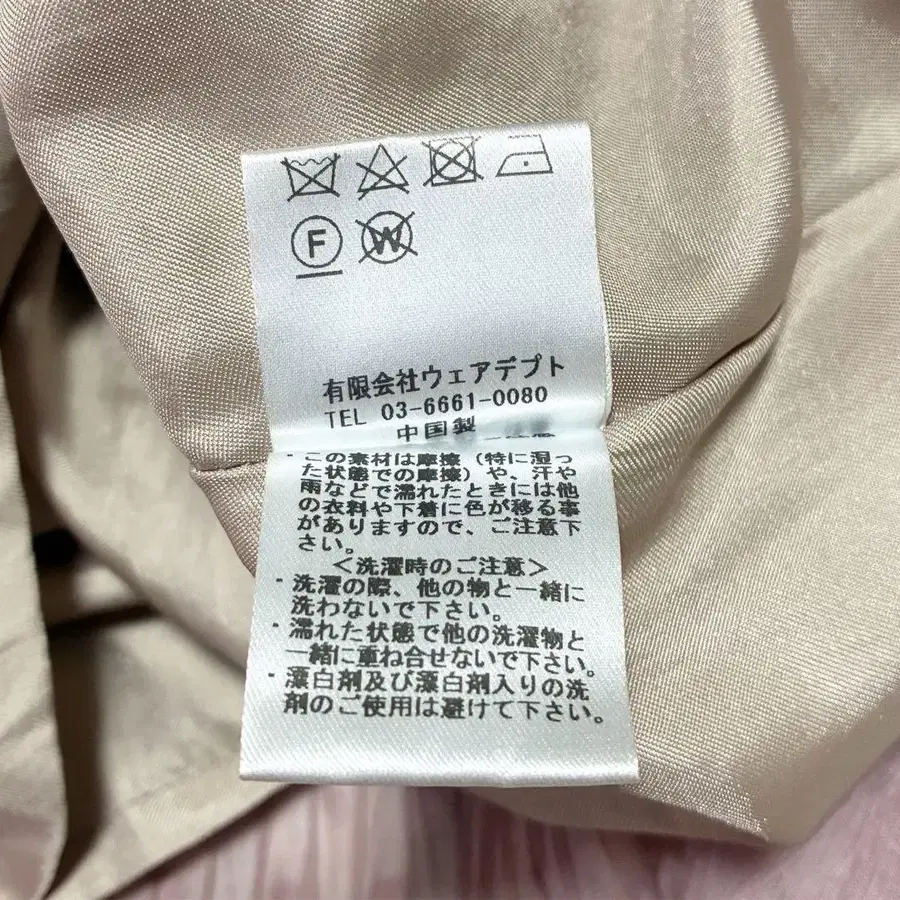 F W
有限会社ウェアデプト
TEL 03-6661-0080
中国製
・この素材は摩擦(特に湿っ
た状態での摩擦)や、汗や
雨などで濡れたときには他
の衣料や下着に色が移る事
がありますので、ご注意下
さい。
<洗濯時のご注意>
・洗濯の際、他の物と一緒に
洗わないで下さい。
・濡れた状態で他の洗濯物と
一緒に重ね合せないで下さい。
・漂白剤及び漂白剤入りの洗
剤のご使用は避けて下さい。